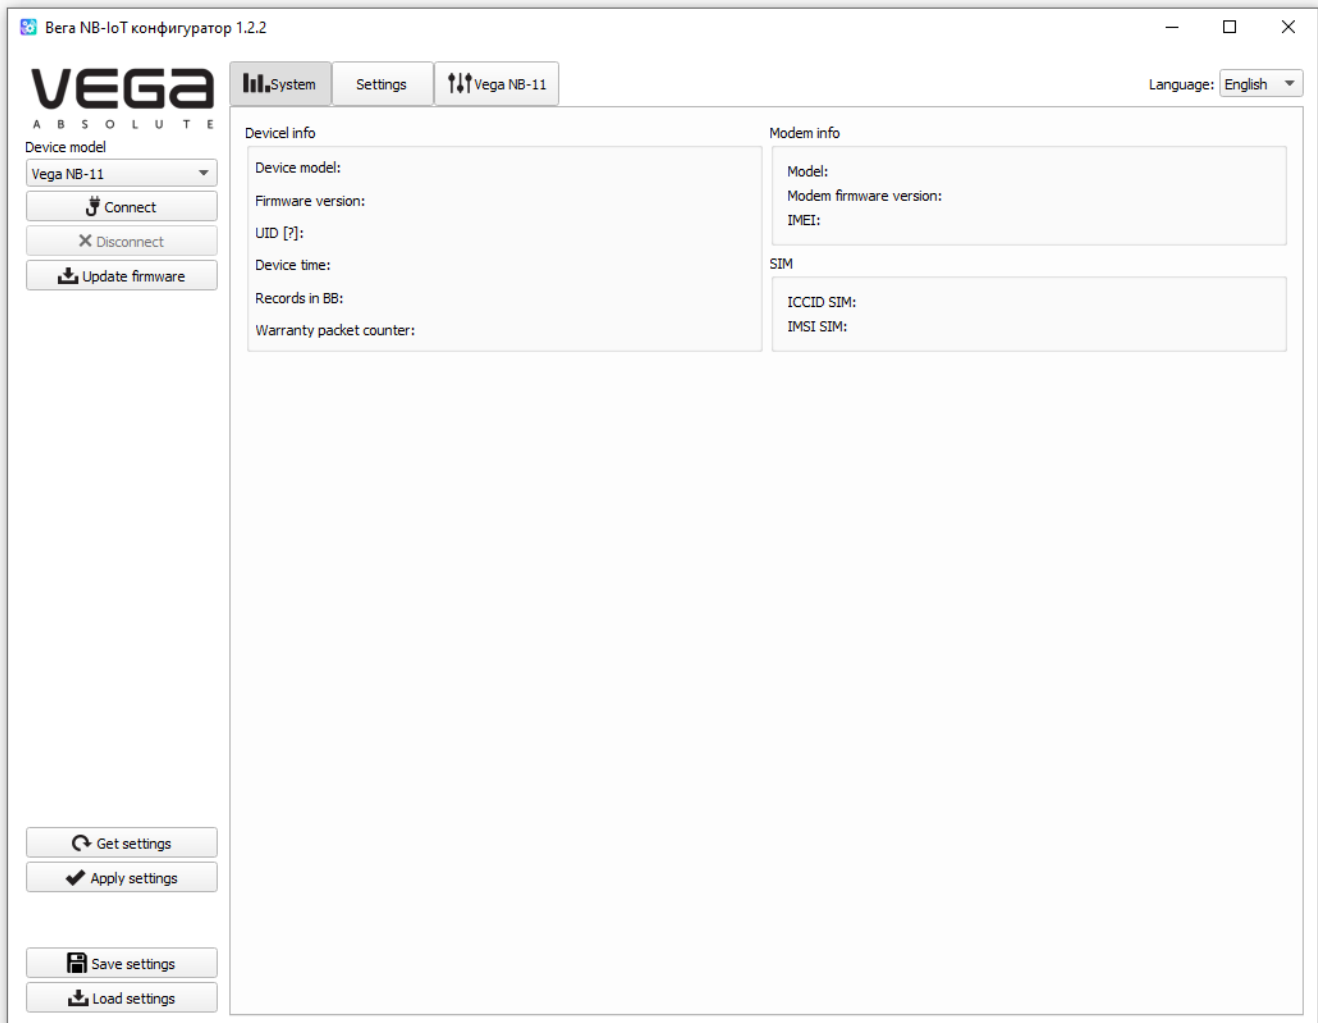 Вега NB-IoT конфигуратор 1.2.2
VEGA
ABSOLUTE
System
Settings
Vega NB-11
Language:
English
Device model
Vega NB-11
Connect
Disconnect
Update firmware
Devicel info
Device model:
Firmware version:
UID [?]:
Device time:
Records in BB:
Warranty packet counter:
Modem info
Model:
Modem firmware version:
IMEI:
SIM
ICCID SIM:
IMSI SIM:
Get settings
Apply settings
Save settings
Load settings